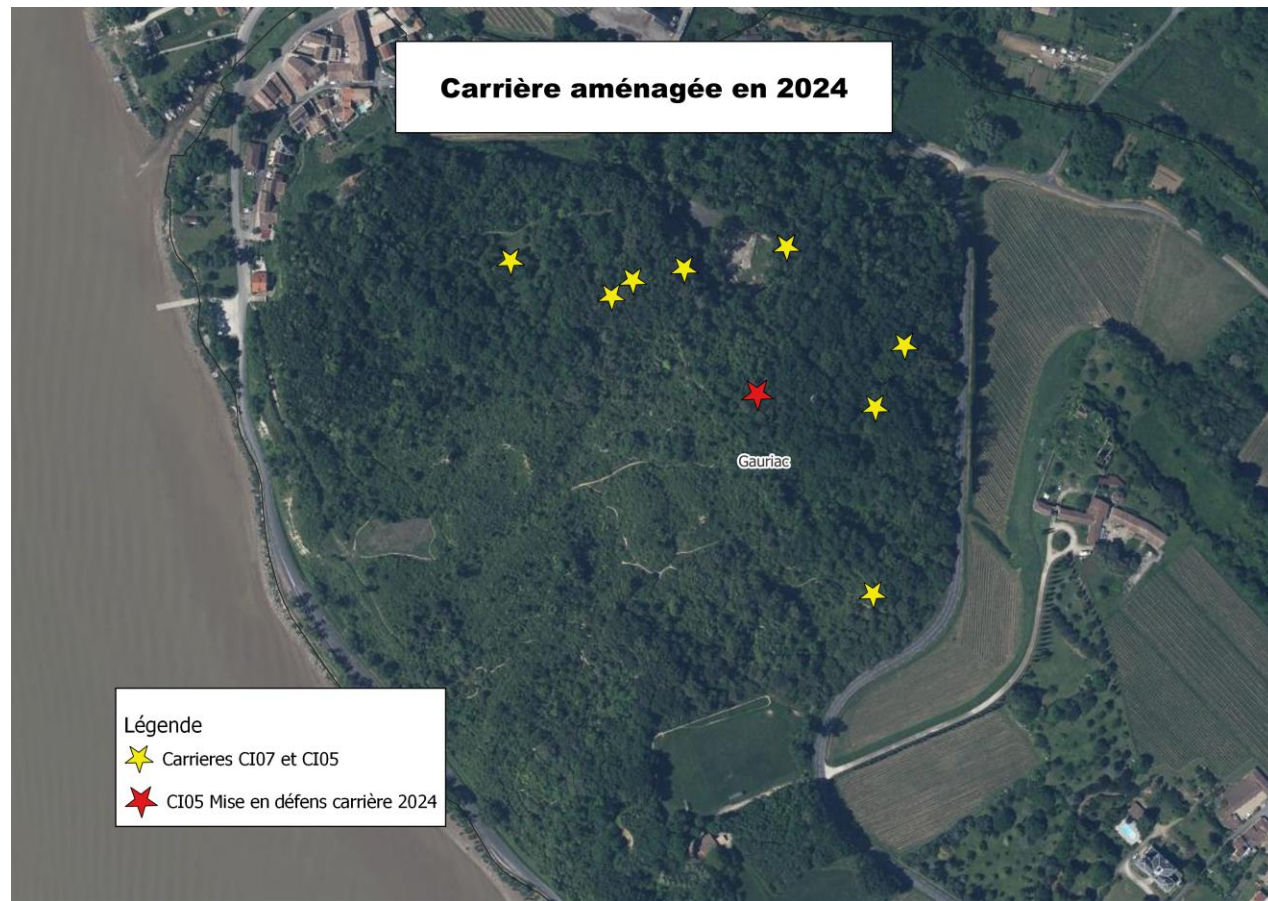 Carrière aménagée en 2024
Gauriac
Légende
Carrieres CI07 et CI05
CI05 Mise en défens carrière 2024